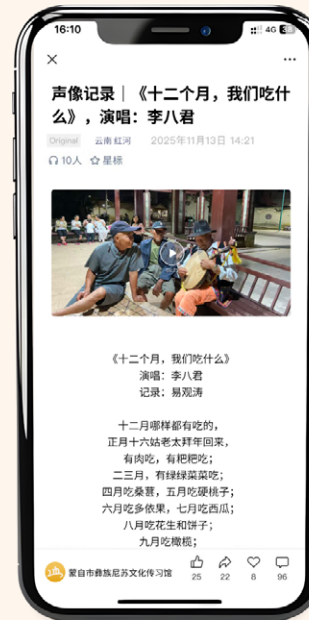 16:10
4G
声像记录｜《十二个月，我们吃什
么》，演唱：李八君
Original 云南 红河 2025年11月13日 14:21
10人 星标
《十二个月，我们吃什么》
演唱：李八君
记录：易观涛
十二月哪样都有吃的，
正月十六姑老太拜年回来，
有肉吃，有粑粑吃；
二三月，有绿绿菜菜吃；
四月吃桑葚，五月吃硬桃子；
六月吃多依果，七月吃西瓜；
八月吃花生和饼子；
九月吃橄榄；
蒙自市彝族尼苏文化传习馆
25 22 8 96